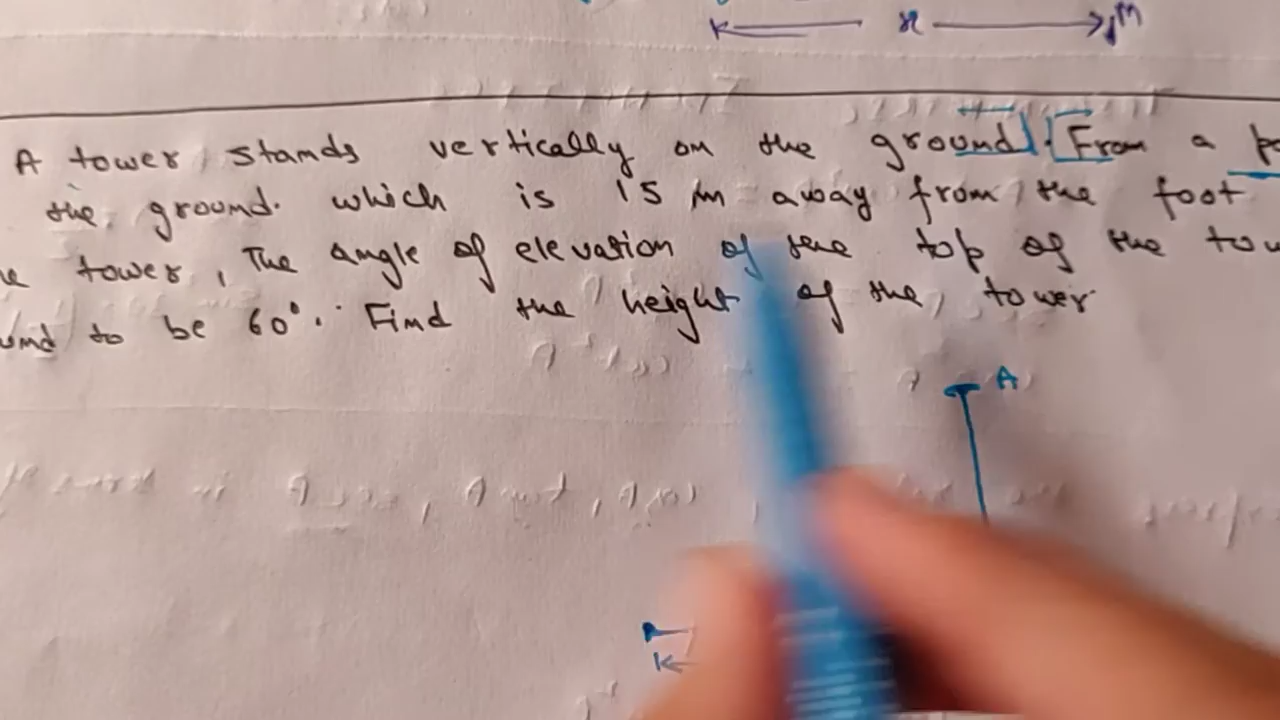 x m
A tower stands vertically on the ground. From a
the ground. which is 15 m away from the foot
tower, The angle of elevation of the top of the
to be 60°. Find the height of the tower
A